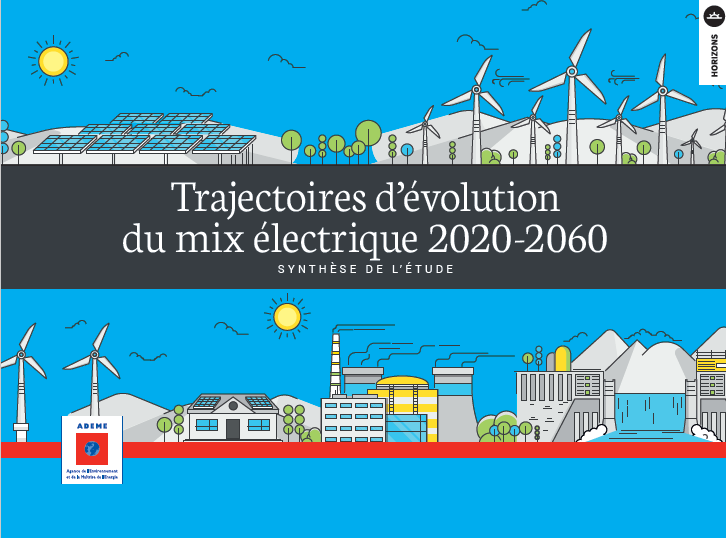 HORIZONS
Trajectoires d’évolution
du mix électrique 2020-2060
SYNTHÈSE DE L’ÉTUDE
ADEME
Agence de l'Environnement
et de la Maîtrise de l'Energie